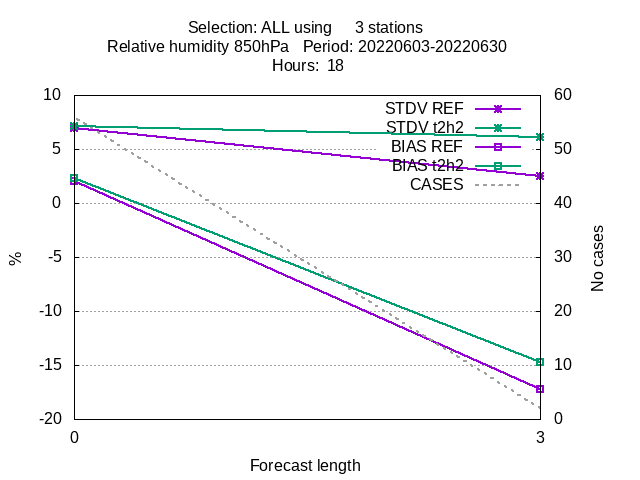 Selection: ALL using 3 stations
Relative humidity 850hPa Period: 20220603-20220630
Hours: 18
10 60
STDV REF
STDV t2h2
5 BIAS REF 50
BIAS t2h2
CASES
0 40
-5 30
%
No cases
-10 20
-15 10
-20 0
0 3
Forecast length